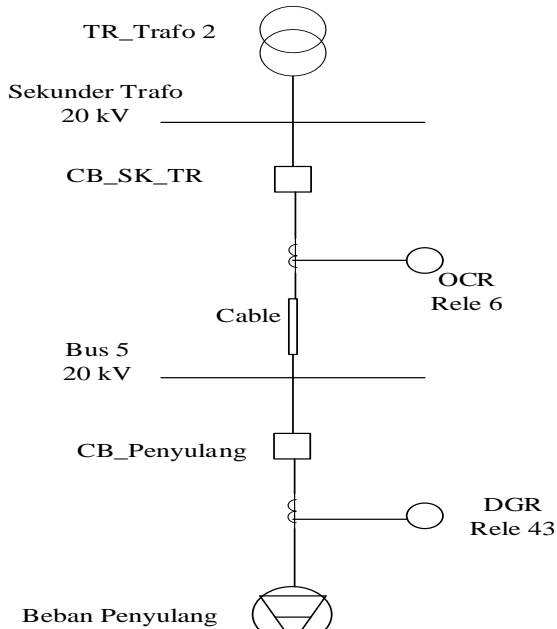 TR_Trafo 2
Sekunder Trafo
20 kV
CB_SK_TR
OCR
Rele 6
Cable
Bus 5
20 kV
CB_Penyulang
DGR
Rele 43
Beban Penyulang